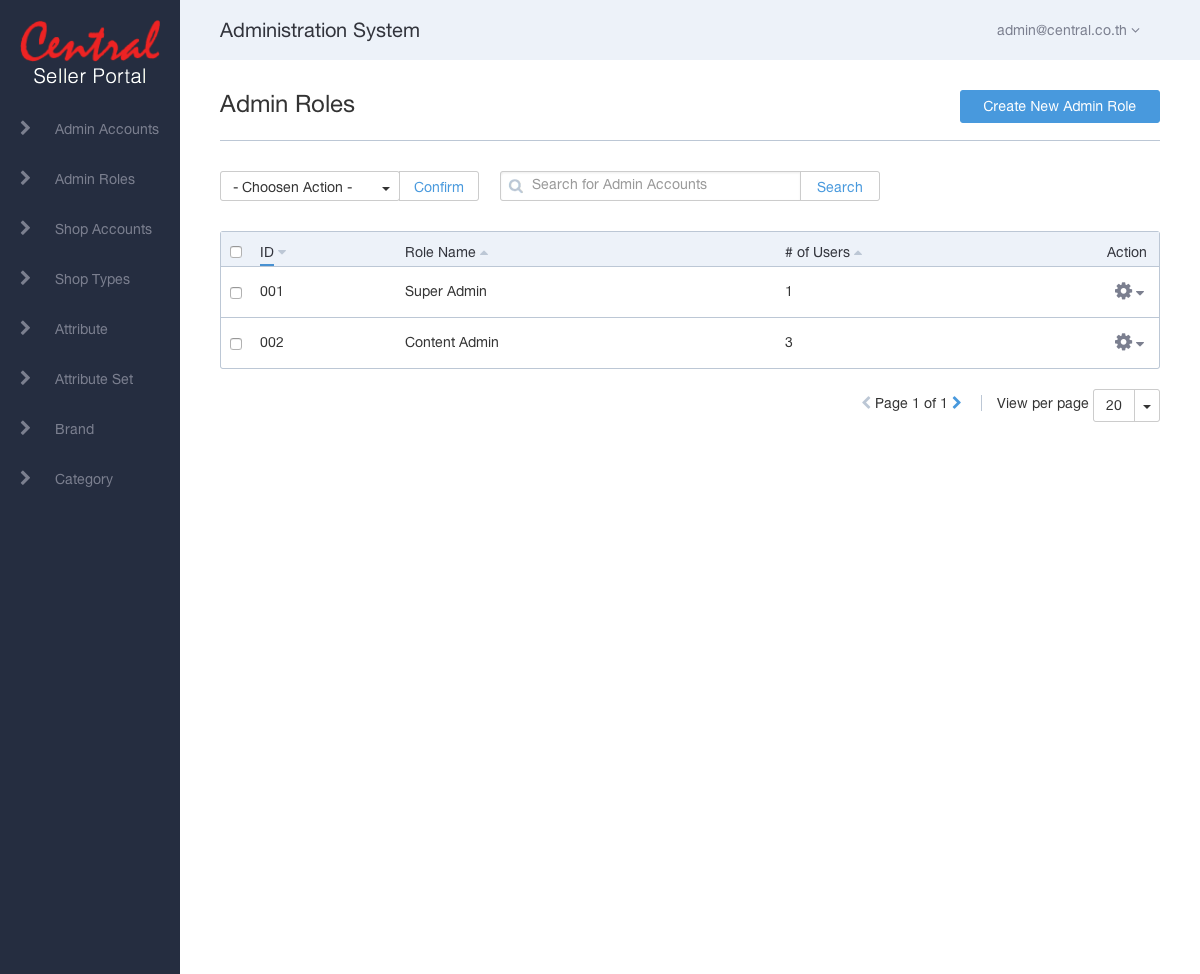 Central
Seller Portal
Administration System
admin@central.co.th
Admin Accounts
Admin Roles
Shop Accounts
Shop Types
Attribute
Attribute Set
Brand
Category
Admin Roles
Create New Admin Role
- Choosen Action -
Confirm
Search for Admin Accounts
Search
ID Role Name # of Users Action
001 Super Admin 1
002 Content Admin 3
Page 1 of 1 View per page 20